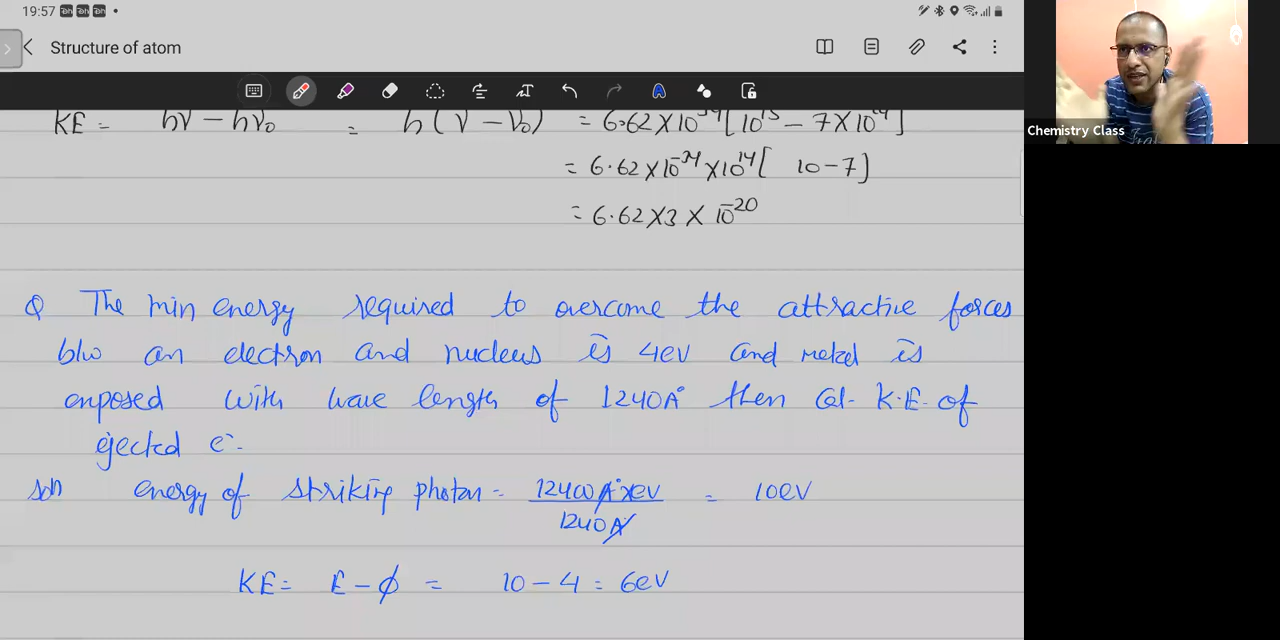 19:57
Structure of atom
Chemistry Class
KE = hν - hν₀ = h(ν - ν₀) = 6.62 × 10⁻³⁴ [10¹⁵ - 7 × 10¹⁴]
= 6.62 × 10⁻³⁴ × 10¹⁴ [ 10 - 7]
= 6.62 × 3 × 10⁻²⁰
Q The min energy required to overcome the attractive forces
b/w an electron and nucleus is 4eV and metal is
exposed with wave length of 1240A° then Cal. K.E. of
ejected e⁻.
Soln energy of striking photon = 12400 A° × eV / 1240 A° = 10eV
KE = E - φ = 10 - 4 = 6eV